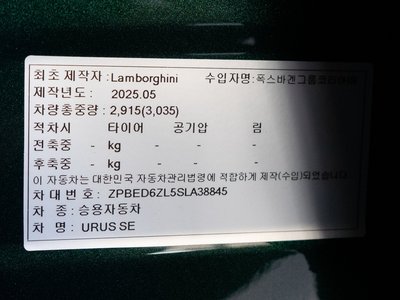 최초 제작자 : Lamborghini 수입자명: 폭스바겐그룹코리아㈜
제작년도 : 2025.05
차량총중량 : 2,915(3,035)
적차시 타이어 공기압 림
전축중 - kg - - -
후축중 - kg - - -
이 자동차는 대한민국 자동차관리법령에 적합하게 제작(수입)되었습니다
차 대 번 호 : ZPBED6ZL5SLA38845
차 종 : 승용자동차
차 명 : URUS SE